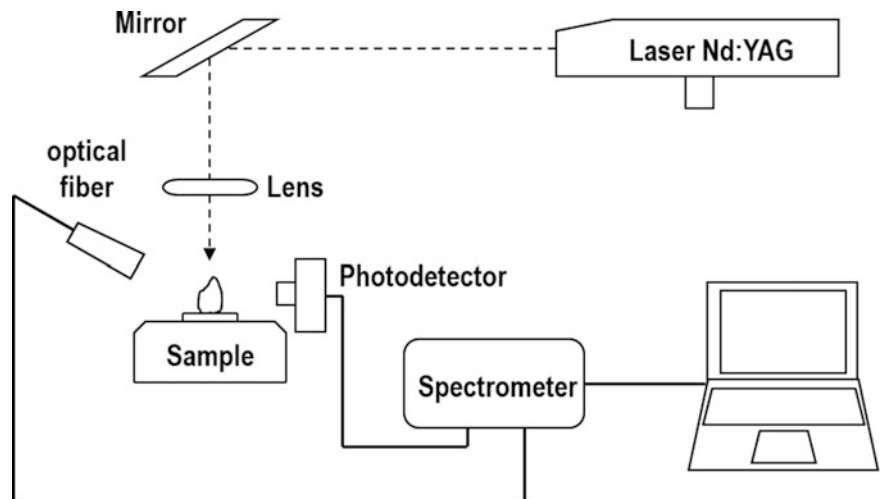 Mirror
Laser Nd:YAG
optical
fiber
Lens
Photodetector
Sample
Spectrometer